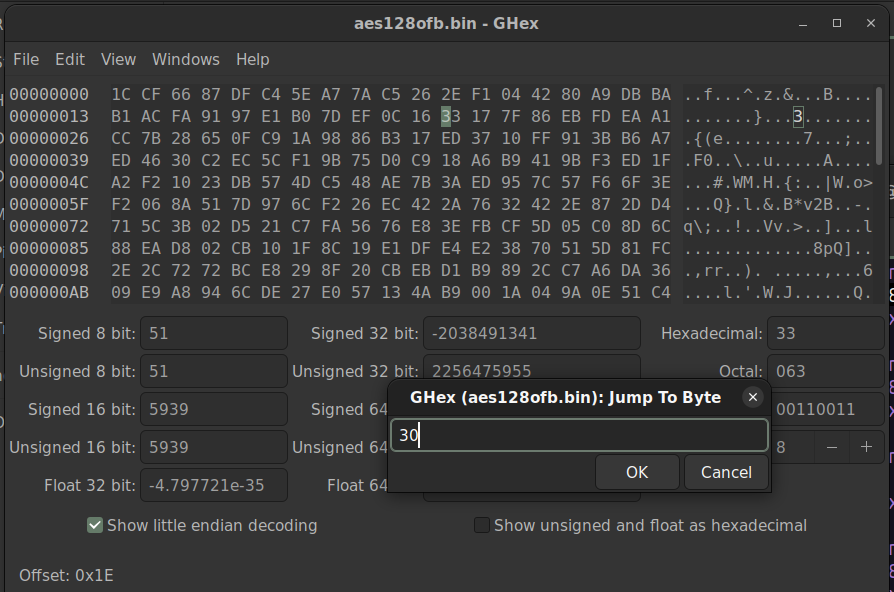 aes128ofb.bin - GHex
File Edit View Windows Help
00000000 1C CF 66 87 DF C4 5E A7 7A C5 26 2E F1 04 42 80 A9 DB BA ..f...^.z.&...B....
00000013 B1 AC FA 91 97 E1 B0 7D EF 0C 16 33 17 7F 86 EB FD EA A1 .......}...3.......
00000026 CC 7B 28 65 0F C9 1A 98 86 B3 17 ED 37 10 FF 91 3B B6 A7 .{(e........7...;..
00000039 ED 46 30 C2 EC 5C F1 9B 75 D0 C9 18 A6 B9 41 9B F3 ED 1F .F0..\..u.....A....
0000004C A2 F2 10 23 DB 57 4D C5 48 AE 7B 3A ED 95 7C 57 F6 6F 3E ...#.WM.H.{:..|W.o>
0000005F F2 06 8A 51 7D 97 6C F2 26 EC 42 2A 76 32 42 2E 87 2D D4 ...Q}.l.&.B*v2B..-.
00000072 71 5C 3B 02 D5 21 C7 FA 56 76 E8 3E FB CF 5D 05 C0 8D 6C q\;..!..Vv.>..]...l
00000085 88 EA D8 02 CB 10 1F 8C 19 E1 DF E4 E2 38 70 51 5D 81 FC .............8pQ]..
00000098 2E 2C 72 72 BC E8 29 8F 20 CB EB D1 B9 89 2C C7 A6 DA 36 .,rr..). .....,...6
000000AB 09 E9 A8 94 6C DE 27 E0 57 13 4A B9 00 1A 04 9A 0E 51 C4 ....l.'.W.J......Q.
Signed 8 bit: 51 Signed 32 bit: -2038491341 Hexadecimal: 33
Unsigned 8 bit: 51 Unsigned 32 bit: 2256475955 Octal: 063
GHex (aes128ofb.bin): Jump To Byte
Signed 16 bit: 5939 Signed 64 00110011
30
Unsigned 16 bit: 5939 Unsigned 64 8 − +
OK Cancel
Float 32 bit: -4.797721e-35 Float 64
Show little endian decoding Show unsigned and float as hexadecimal
Offset: 0x1E